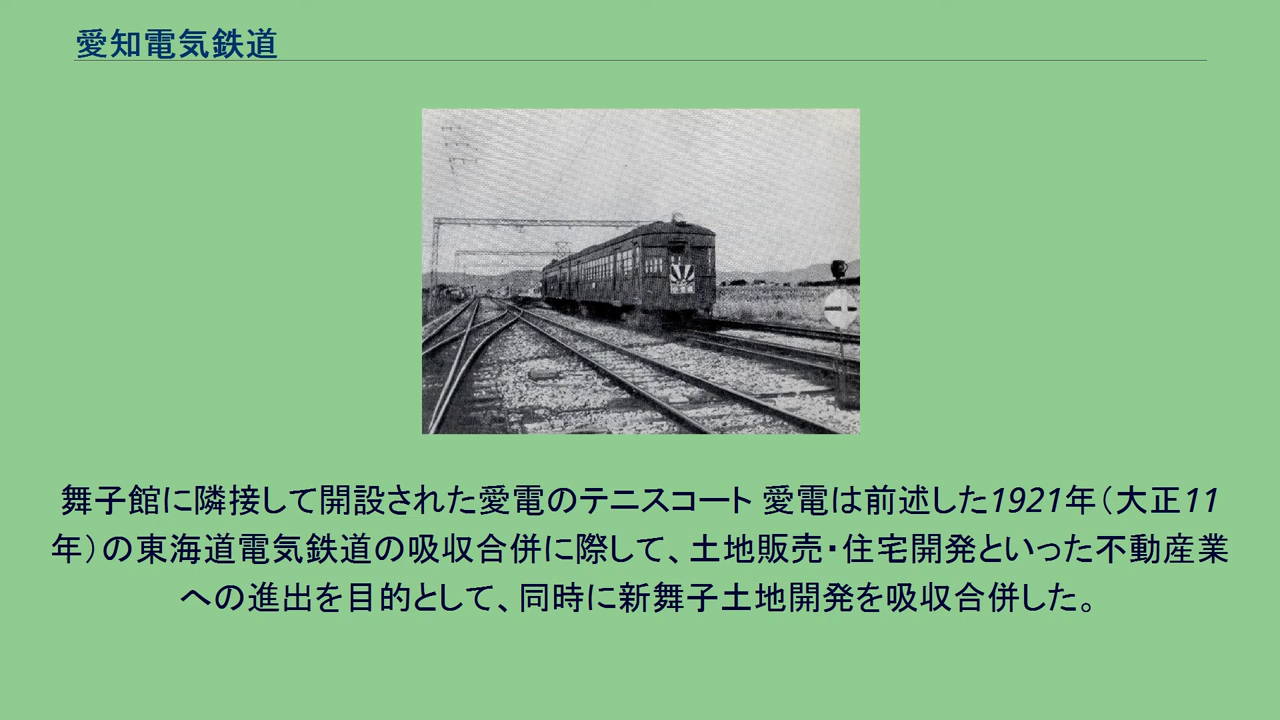 愛知電気鉄道
舞子館に隣接して開設された愛電のテニスコート 愛電は前述した1921年（大正11
年）の東海道電気鉄道の吸収合併に際して、土地販売・住宅開発といった不動産業
への進出を目的として、同時に新舞子土地開発を吸収合併した。